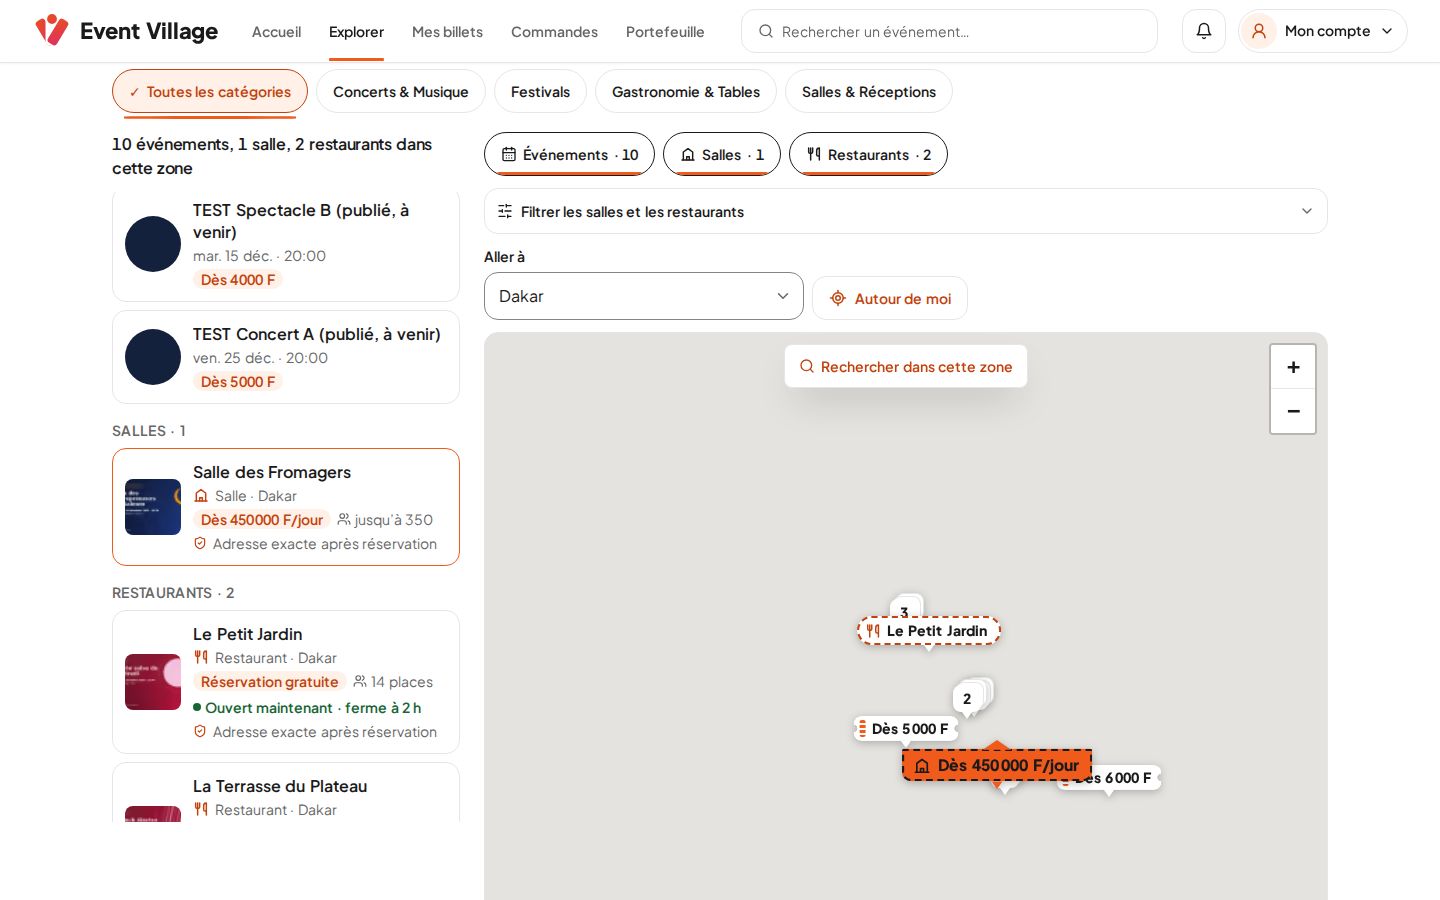 Event Village
Accueil
Explorer
Mes billets
Commandes
Portefeuille
Rechercher un événement…
Mon compte
✓ Toutes les catégories
Concerts & Musique
Festivals
Gastronomie & Tables
Salles & Réceptions
10 événements, 1 salle, 2 restaurants dans
cette zone
TEST Spectacle B (publié, à
venir)
mar. 15 déc. · 20:00
Dès 4000 F
TEST Concert A (publié, à venir)
ven. 25 déc. · 20:00
Dès 5000 F
SALLES · 1
Salle des Fromagers
Salle · Dakar
Dès 450000 F/jour
jusqu'à 350
Adresse exacte après réservation
RESTAURANTS · 2
Le Petit Jardin
Restaurant · Dakar
Réservation gratuite
14 places
Ouvert maintenant · ferme à 2 h
Adresse exacte après réservation
La Terrasse du Plateau
Restaurant · Dakar
Événements · 10
Salles · 1
Restaurants · 2
Filtrer les salles et les restaurants
Aller à
Dakar
Autour de moi
Rechercher dans cette zone
+
−
3
Le Petit Jardin
2
Dès 5 000 F
Dès 450 000 F/jour
Dès 6 000 F